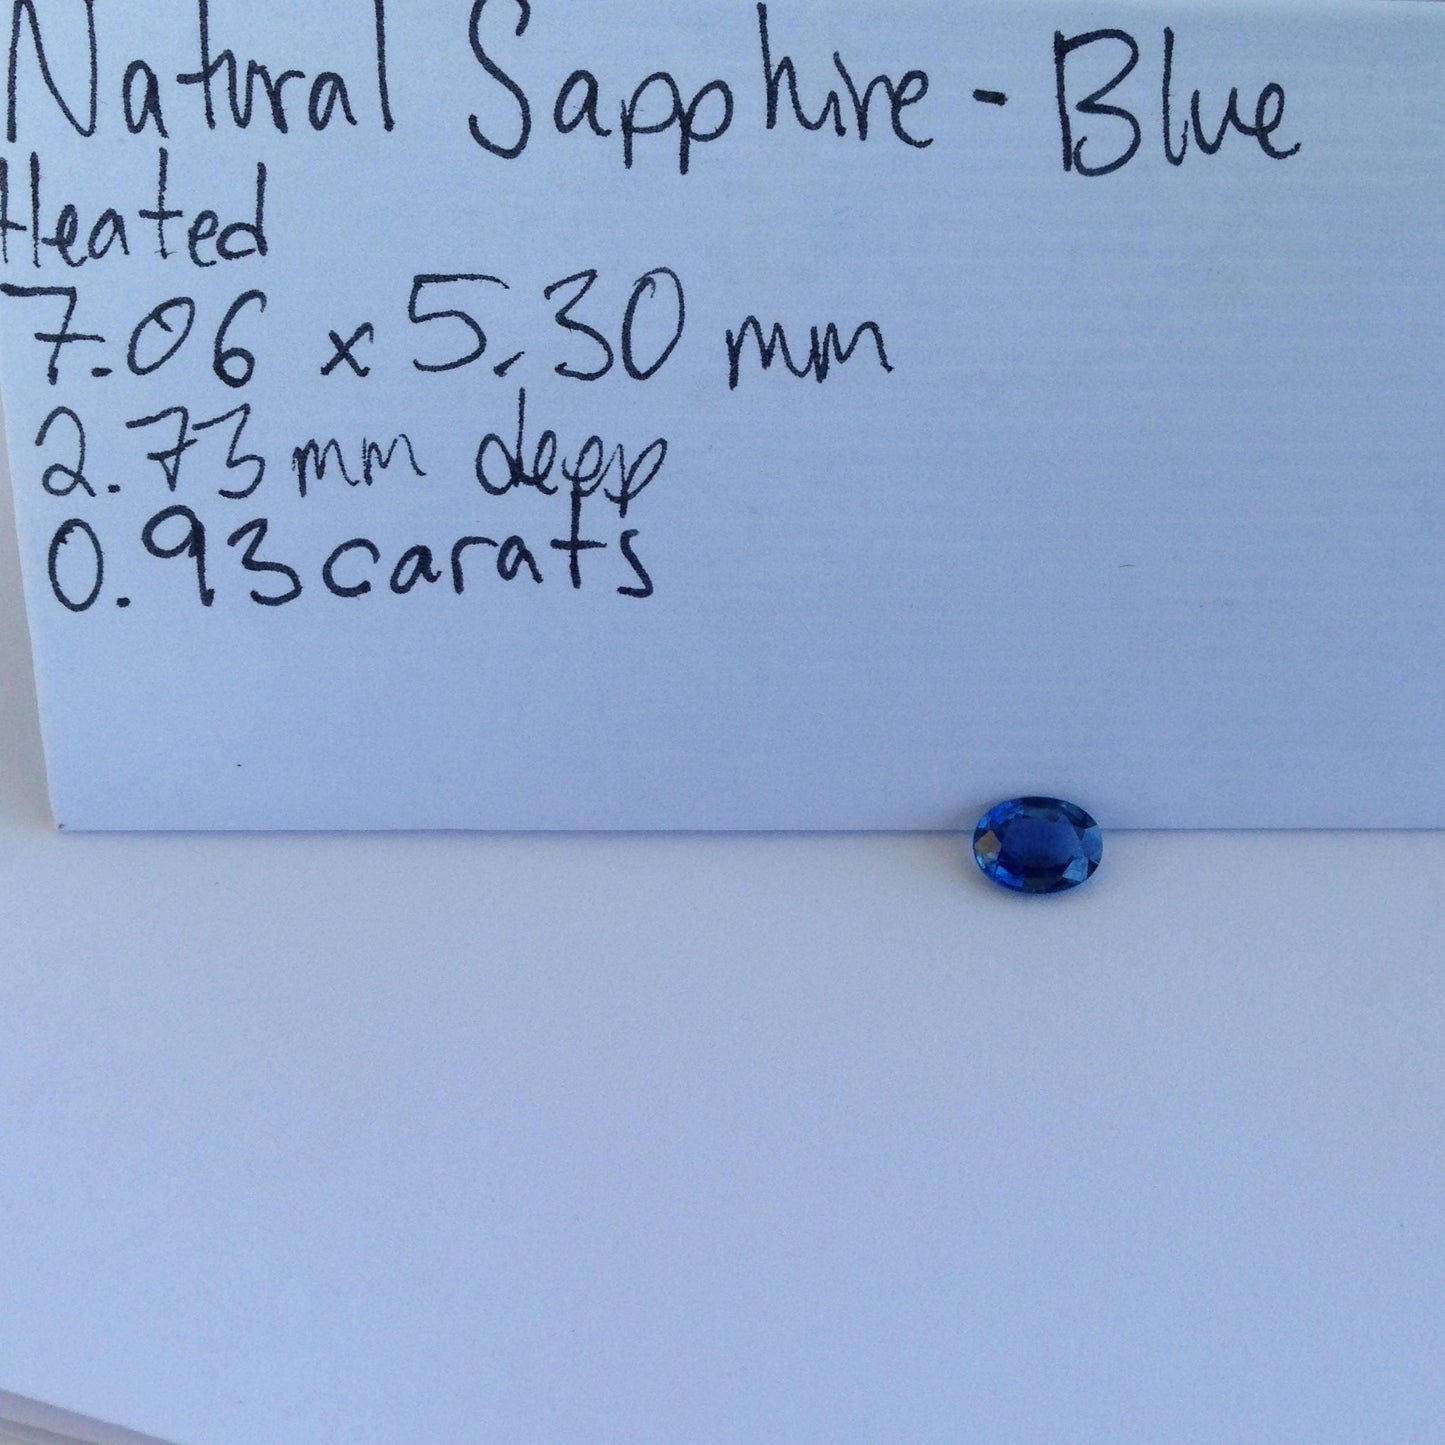 Natural Sapphire - Blue
Heated
7.06 x 5.30 mm
2.73 mm deep
0.93 carats